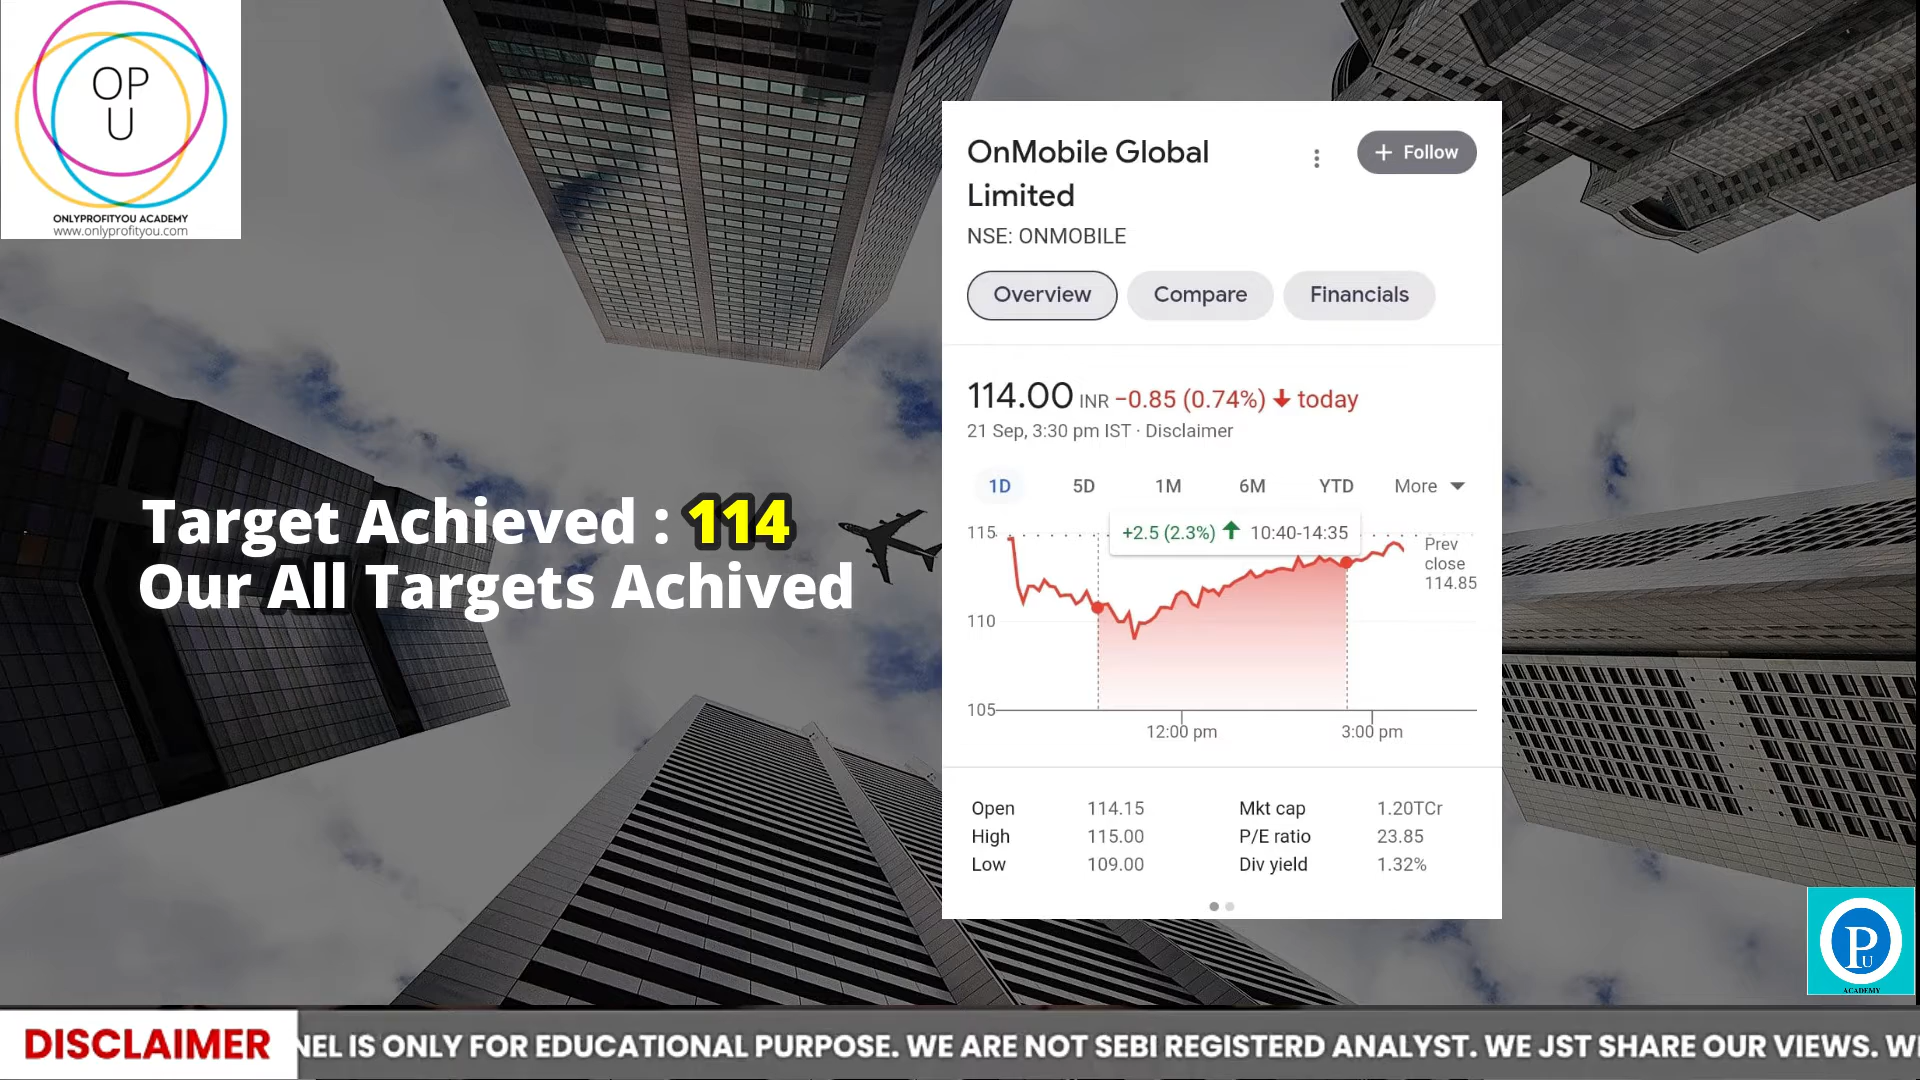 OP
U
ONLYPROFITYOU ACADEMY
www.onlyprofityou.com
OnMobile Global
Limited
+ Follow
NSE: ONMOBILE
Overview Compare Financials
114.00 INR −0.85 (0.74%) ↓ today
21 Sep, 3:30 pm IST · Disclaimer
1D 5D 1M 6M YTD More
+2.5 (2.3%) ↑ 10:40-14:35
115
110
105
Prev
close
114.85
12:00 pm 3:00 pm
Open 114.15 Mkt cap 1.20TCr
High 115.00 P/E ratio 23.85
Low 109.00 Div yield 1.32%
Target Achieved : 114
Our All Targets Achived
PU
ACADEMY
DISCLAIMER NEL IS ONLY FOR EDUCATIONAL PURPOSE. WE ARE NOT SEBI REGISTERD ANALYST. WE JST SHARE OUR VIEWS. W